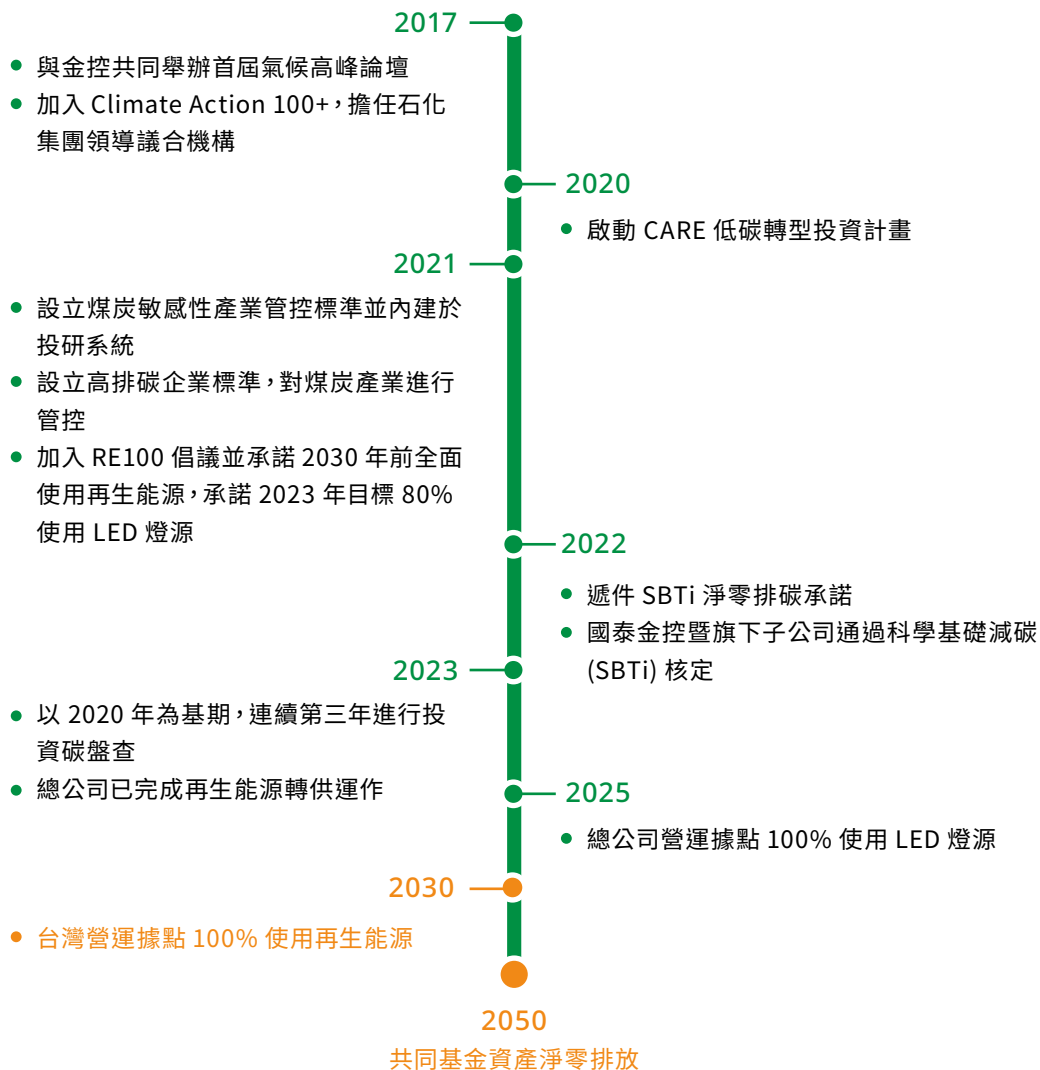 2017
與金控共同舉辦首屆氣候高峰論壇
加入 Climate Action 100+，擔任石化
集團領導議合機構
2020
啟動 CARE 低碳轉型投資計畫
2021
設立煤炭敏感性產業管控標準並內建於
投研系統
設立高排碳企業標準，對煤炭產業進行
管控
加入 RE100 倡議並承諾 2030 年前全面
使用再生能源，承諾 2023 年目標 80%
使用 LED 燈源
2022
遞件 SBTi 淨零排碳承諾
國泰金控暨旗下子公司通過科學基礎減碳
(SBTi) 核定
2023
以 2020 年為基期，連續第三年進行投
資碳盤查
總公司已完成再生能源轉供運作
2025
總公司營運據點 100% 使用 LED 燈源
2030
台灣營運據點 100% 使用再生能源
2050
共同基金資產淨零排放